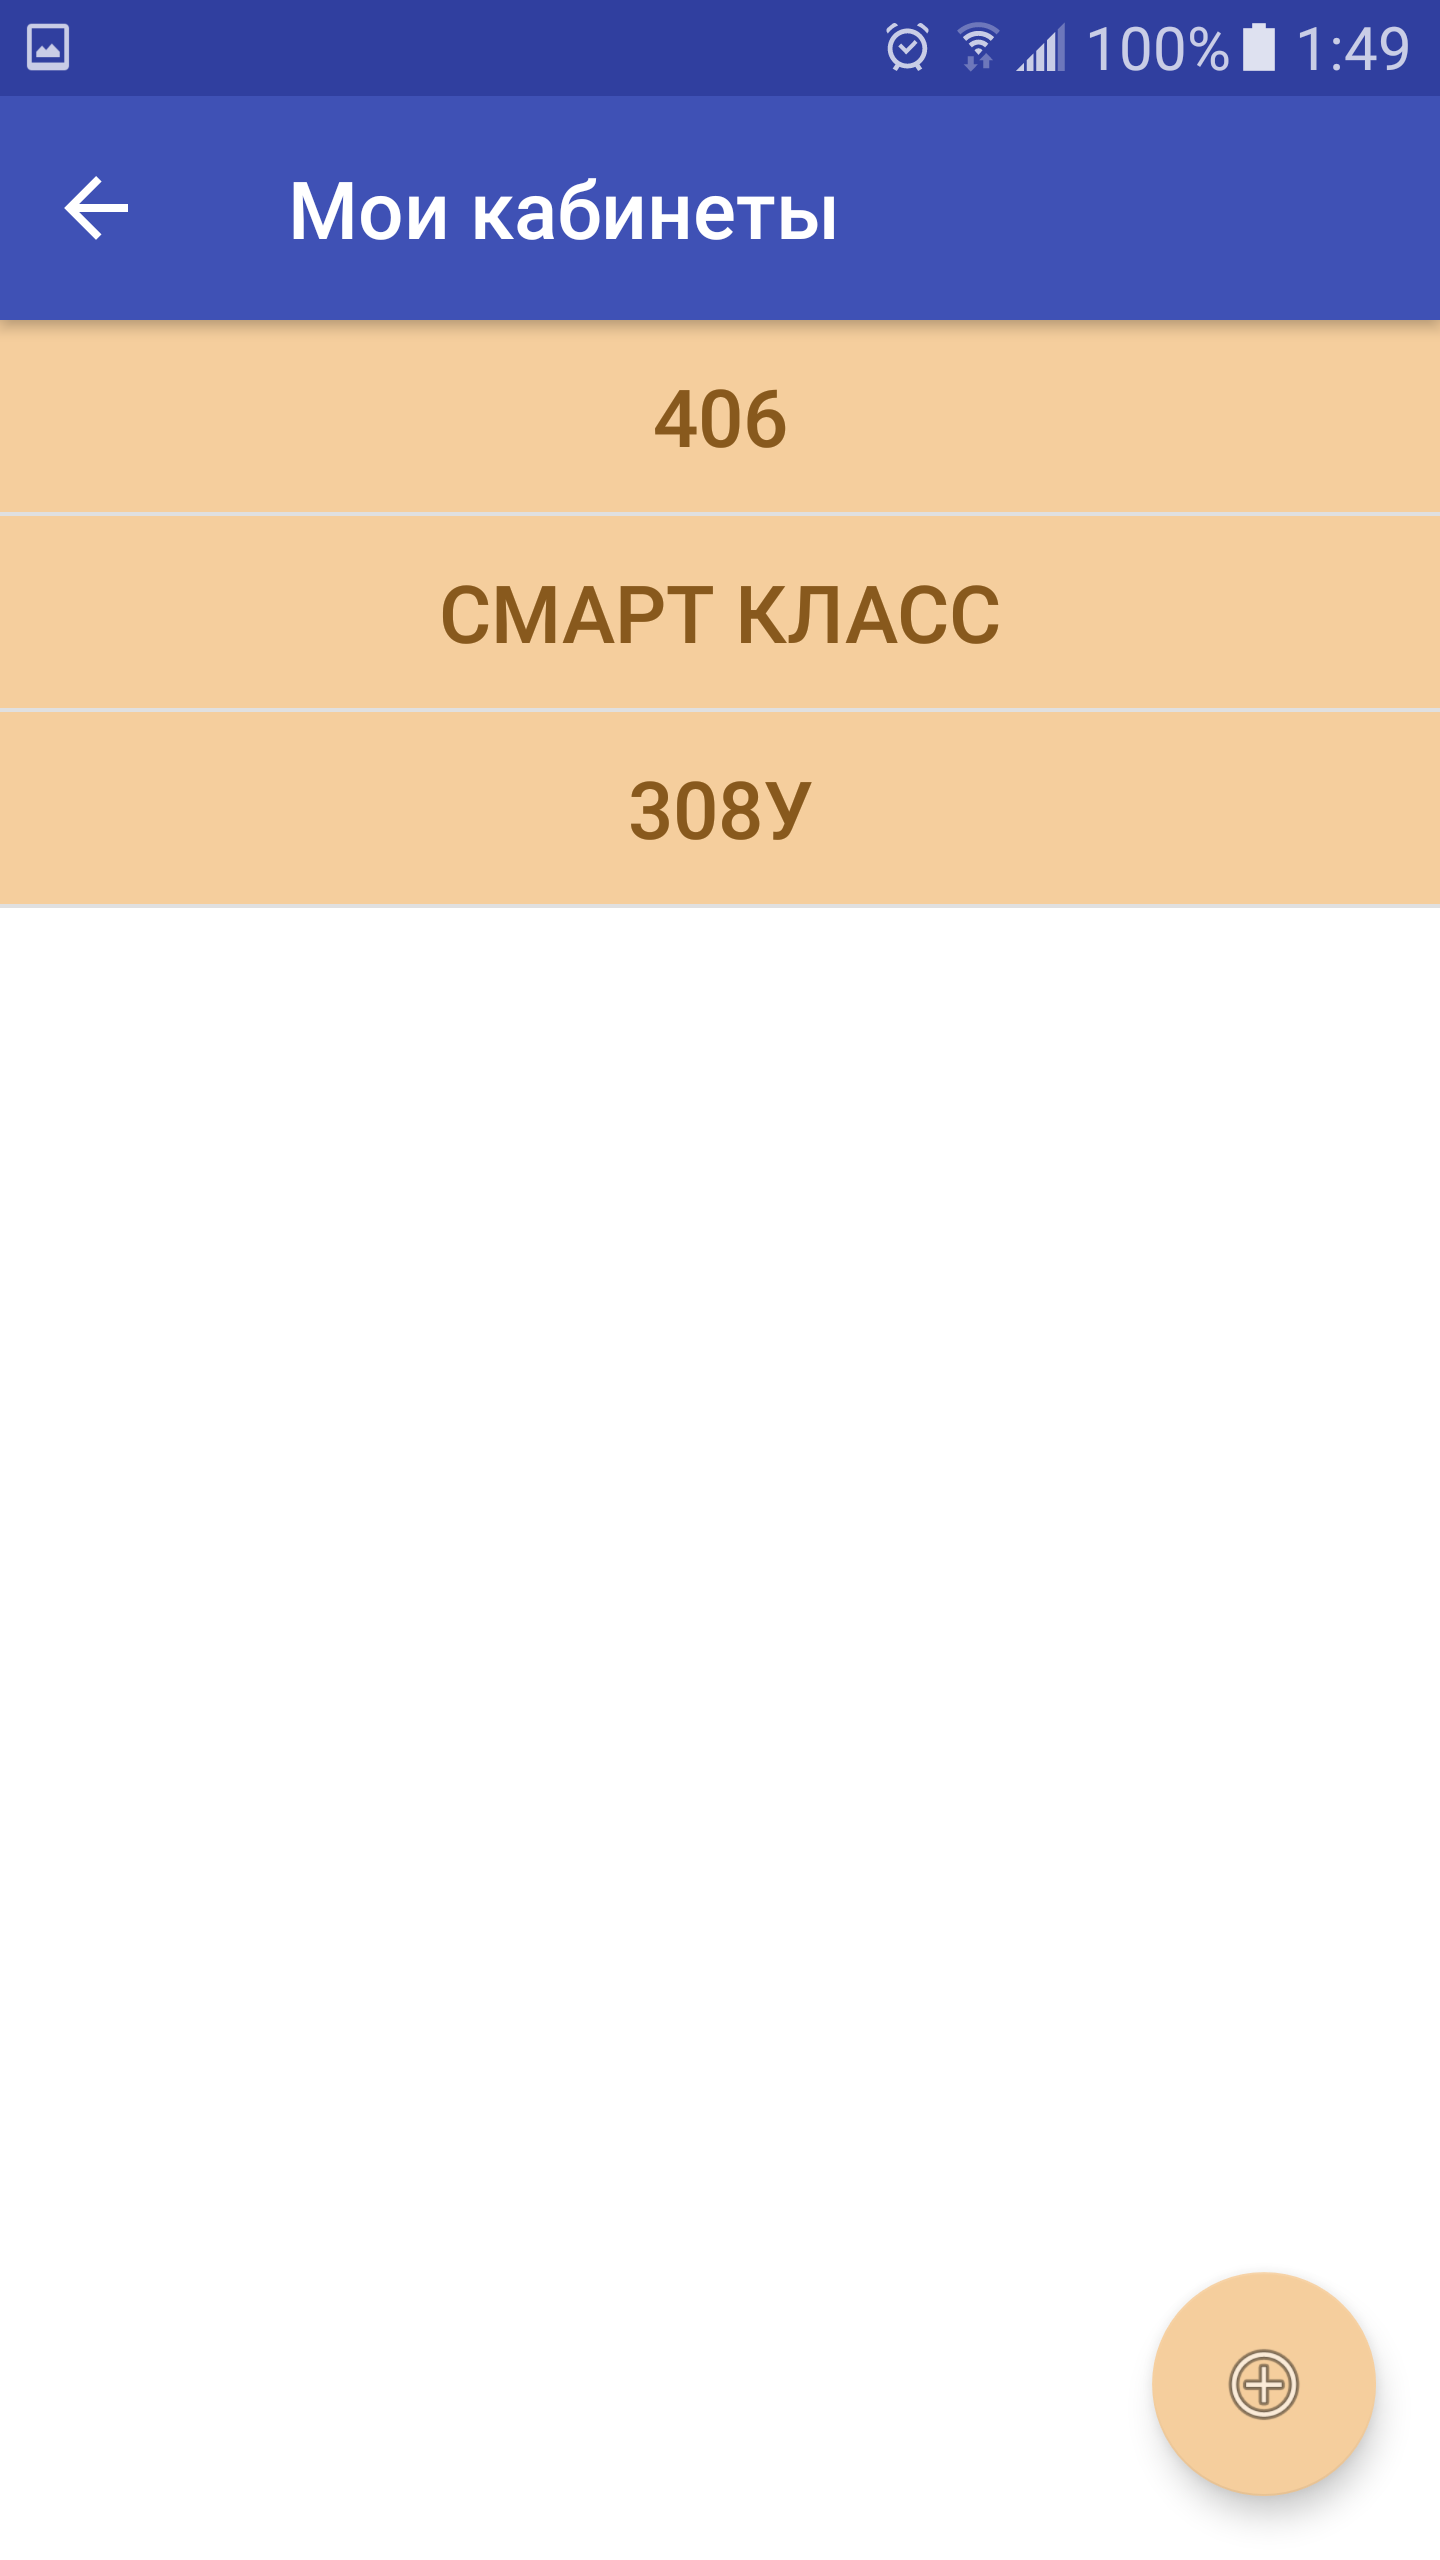 100% 1:49
Мои кабинеты
406
СМАРТ КЛАСС
308У